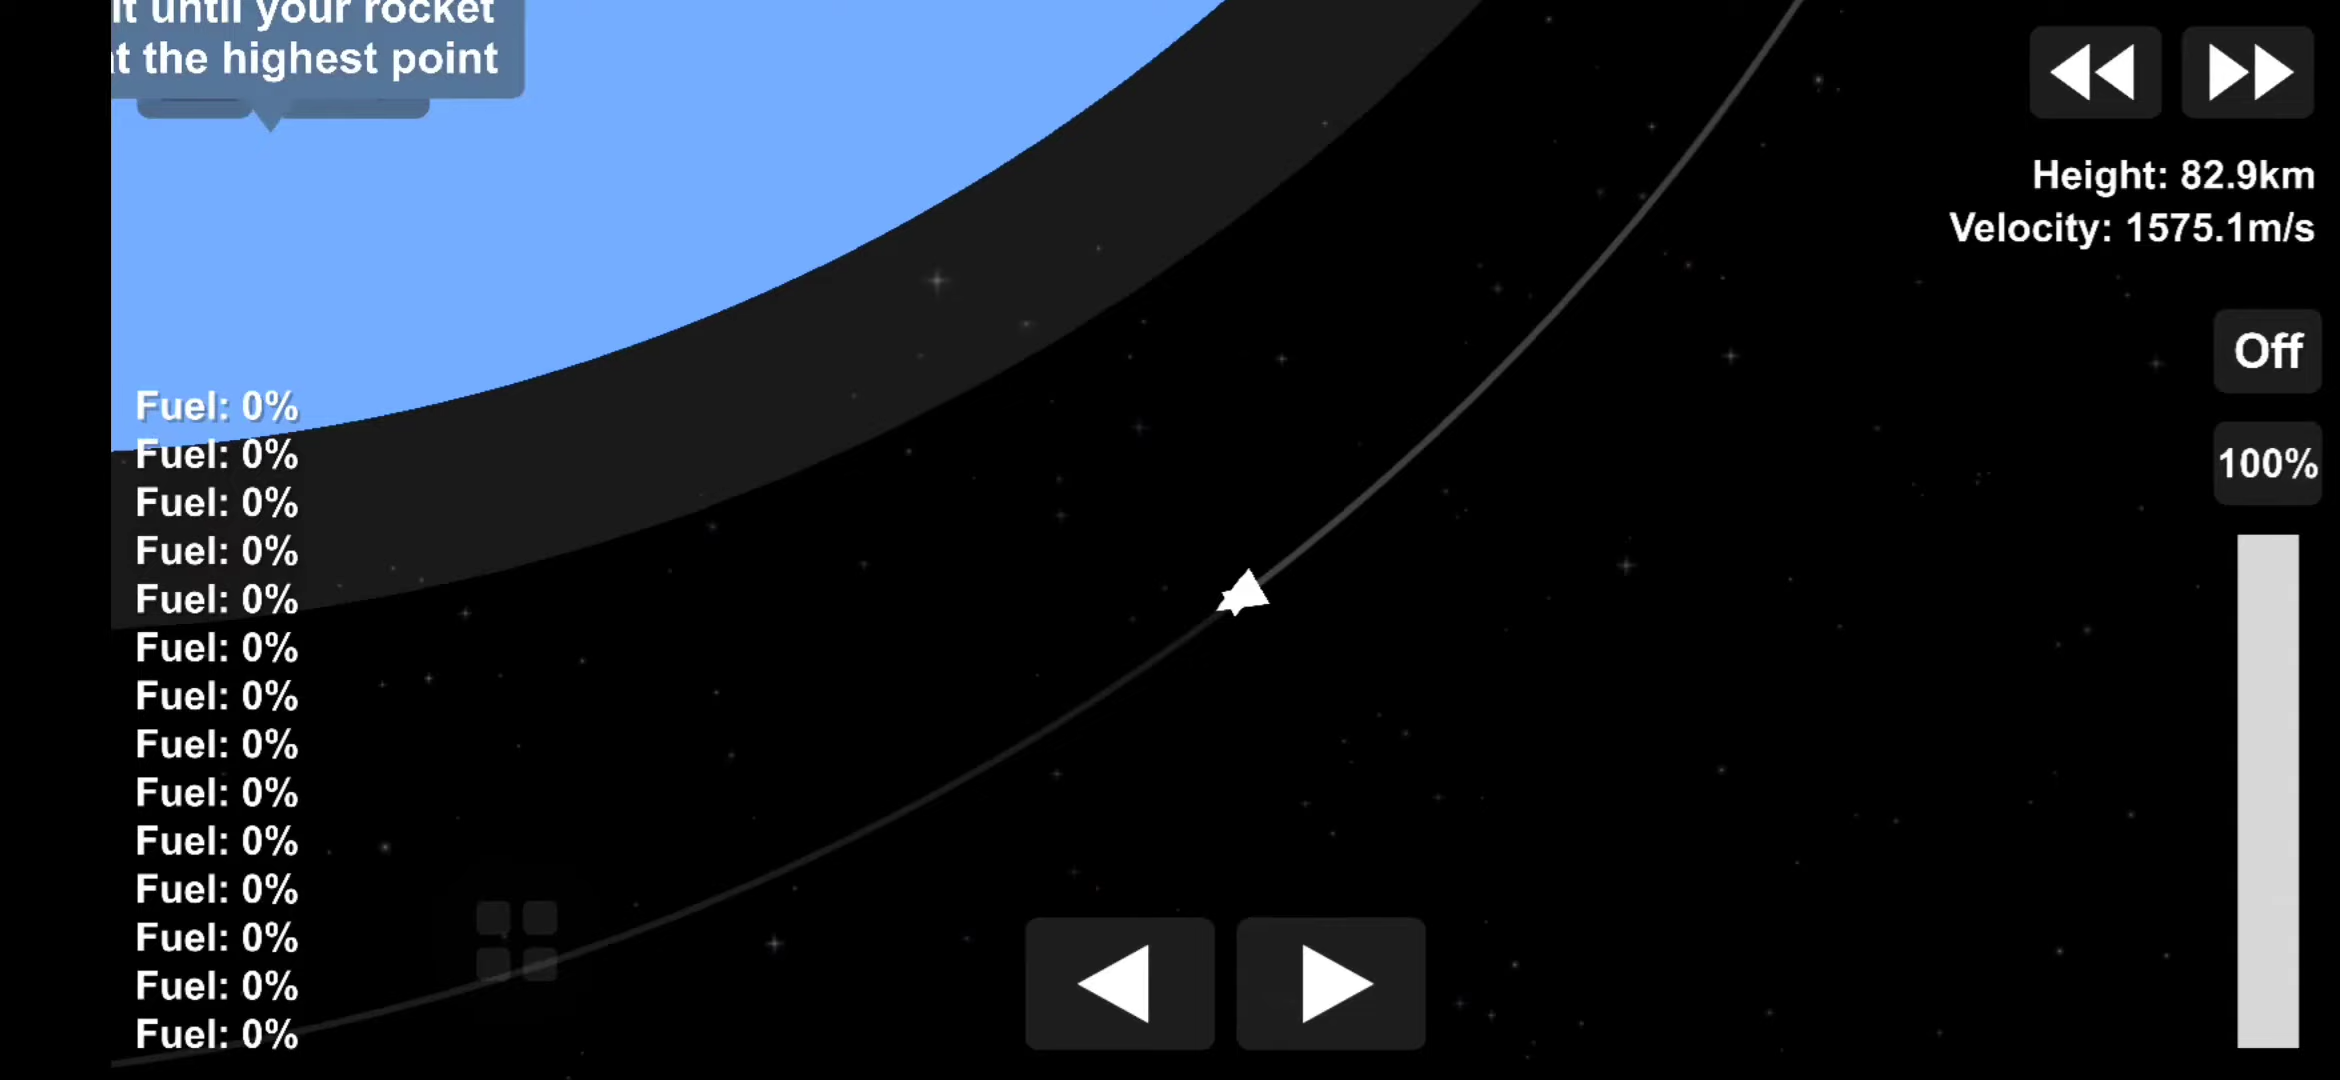 it until your rocket
t the highest point
Height: 82.9km
Velocity: 1575.1m/s
Off
100%
Fuel: 0%
Fuel: 0%
Fuel: 0%
Fuel: 0%
Fuel: 0%
Fuel: 0%
Fuel: 0%
Fuel: 0%
Fuel: 0%
Fuel: 0%
Fuel: 0%
Fuel: 0%
Fuel: 0%
Fuel: 0%